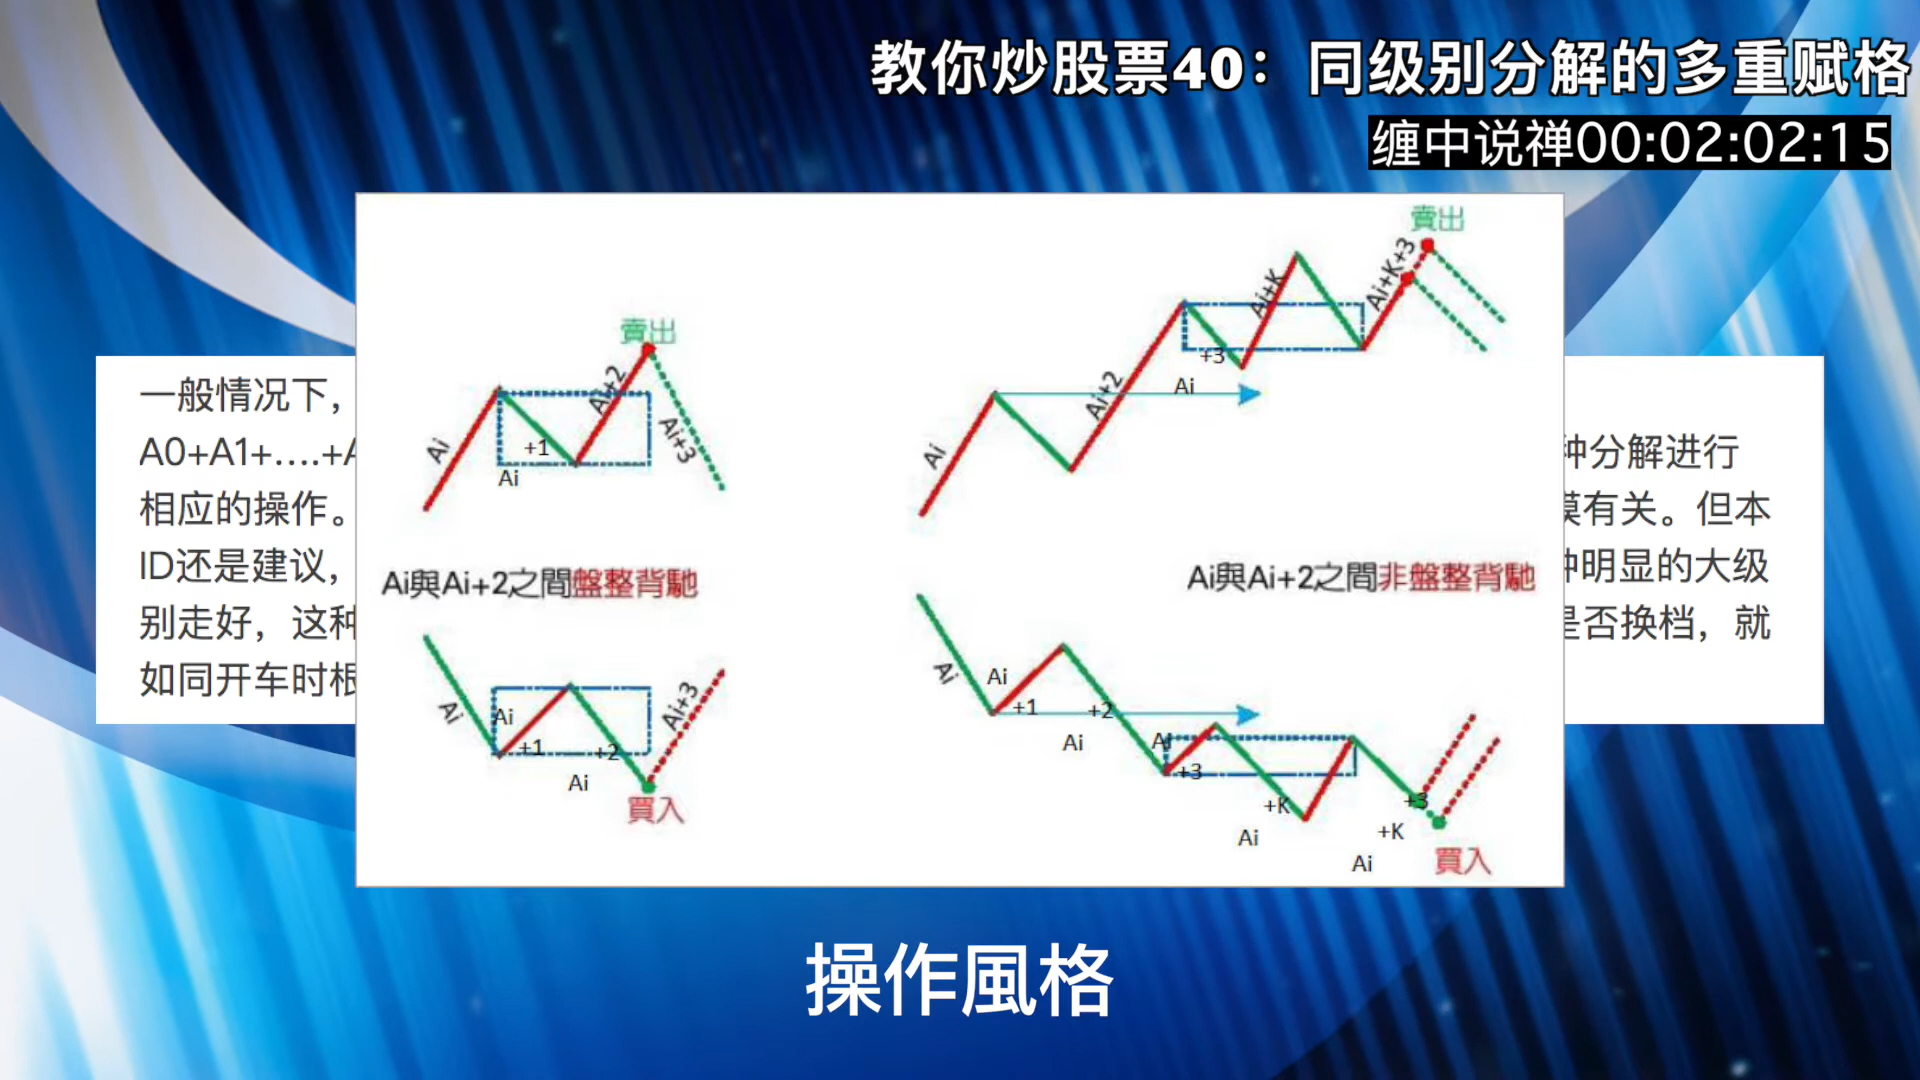 教你炒股票40：同级别分解的多重赋格
缠中说禅00:02:02:15
一般情况下，
A0+A1+....+A
种分解进行
相应的操作。
有关。但本
ID还是建议，
明显的大级
别走好，这种
是否换档，就
如同开车时根
賣出
Ai
+1
Ai
Ai+2
Ai+3
Ai與Ai+2之間盤整背馳
賣出
Ai
Ai+2
+3
Ai
Ai+K
Ai+K+3
Ai與Ai+2之間非盤整背馳
Ai
Ai
+1
+2
Ai
Ai+3
買入
Ai
Ai
+1
+2
Ai
Ai
+3
+K
Ai
+3
+K
Ai
買入
操作風格